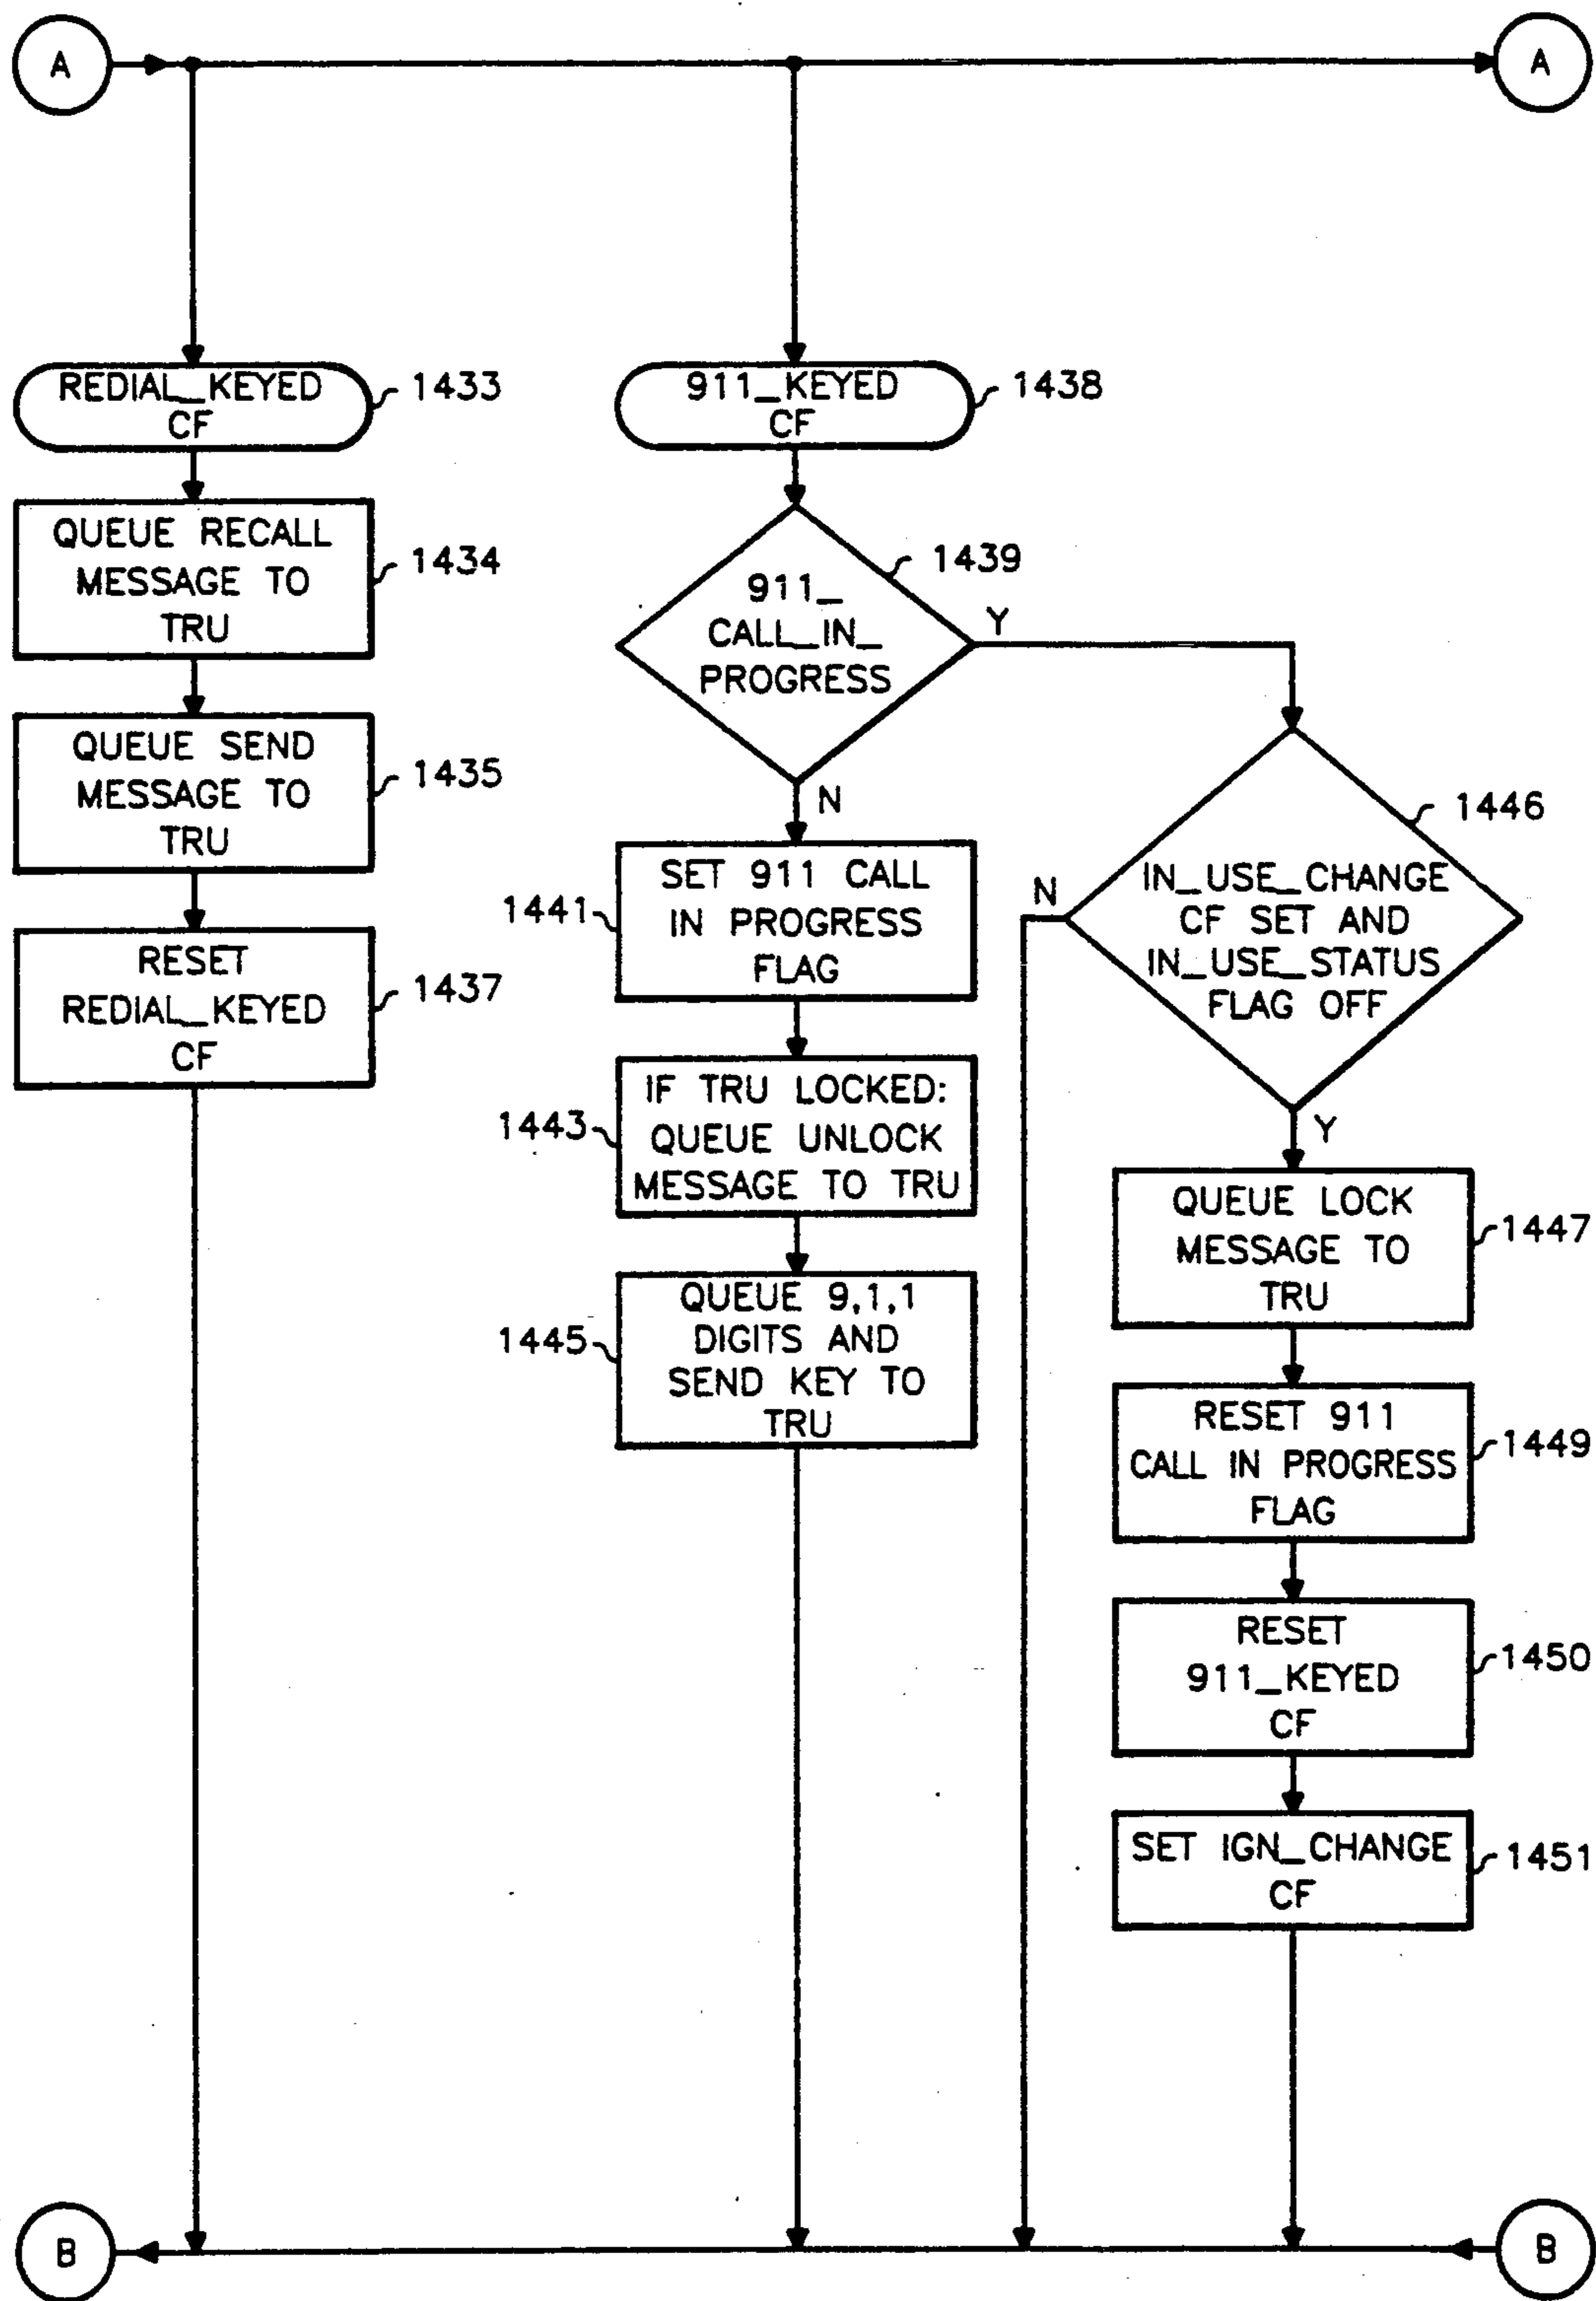 A
A
REDIAL_KEYED
CF
1433
QUEUE RECALL
MESSAGE TO
TRU
1434
QUEUE SEND
MESSAGE TO
TRU
1435
RESET
REDIAL_KEYED
CF
1437
911_KEYED
CF
1438
911_
CALL_IN_
PROGRESS
1439
Y
N
SET 911 CALL
IN PROGRESS
FLAG
1441
IF TRU LOCKED:
QUEUE UNLOCK
MESSAGE TO TRU
1443
QUEUE 9,1,1
DIGITS AND
SEND KEY TO
TRU
1445
IN_USE_CHANGE
CF SET AND
IN_USE_STATUS
FLAG OFF
1446
N
Y
QUEUE LOCK
MESSAGE TO
TRU
1447
RESET 911
CALL IN PROGRESS
FLAG
1449
RESET
911_KEYED
CF
1450
SET IGN_CHANGE
CF
1451
B
B